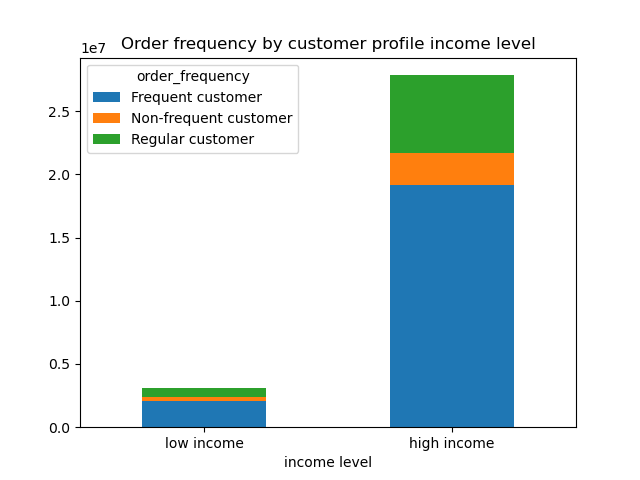 Order frequency by customer profile income level
1e7
order_frequency
Frequent customer
Non-frequent customer
Regular customer
2.5
2.0
1.5
1.0
0.5
0.0
low income
high income
income level